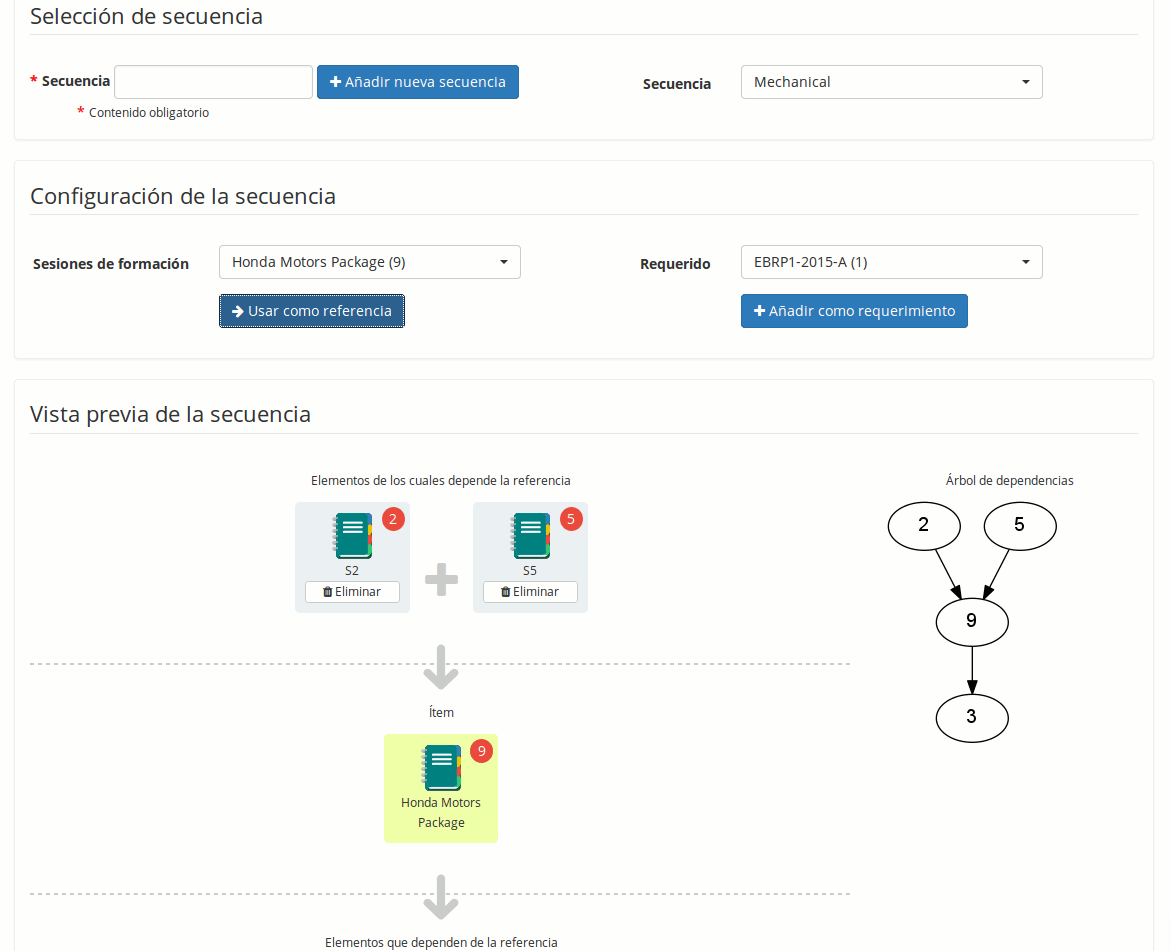 Selección de secuencia
* Secuencia
Añadir nueva secuencia
* Contenido obligatorio
Secuencia
Mechanical
Configuración de la secuencia
Sesiones de formación
Honda Motors Package (9)
Usar como referencia
Requerido
EBRP1-2015-A (1)
Añadir como requerimiento
Vista previa de la secuencia
Elementos de los cuales depende la referencia
2
S2
Eliminar
5
S5
Eliminar
Ítem
9
Honda Motors
Package
Elementos que dependen de la referencia
Árbol de dependencias
2
5
9
3